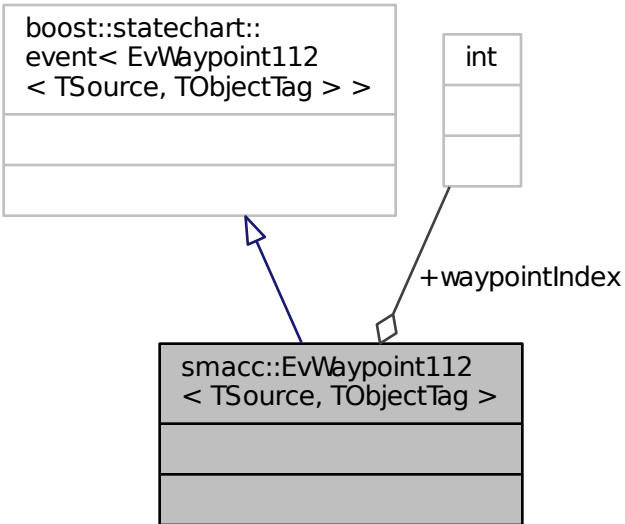 boost::statechart::
event< EvWaypoint112
< TSource, TObjectTag > >
int
+waypointIndex
smacc::EvWaypoint112
< TSource, TObjectTag >